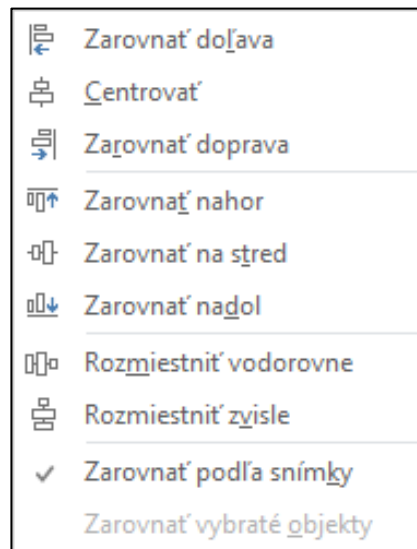 Zarovnať doľava
Centrovať
Zarovnať doprava
Zarovnať nahor
Zarovnať na stred
Zarovnať nadol
Rozmiestniť vodorovne
Rozmiestniť zvisle
Zarovnať podľa snímky
Zarovnať vybraté objekty